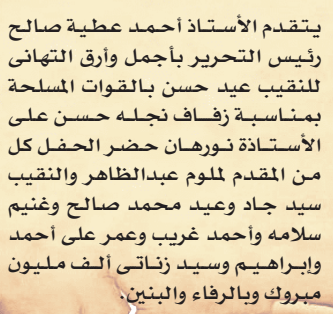 يتقدم الأستاذ أحمد عطية صالح
رئيس التحرير بأجمل وأرق التهانى
للنقيب عيد حسن بالقوات المسلحة
بمناسبة زفاف نجله حسن على
الأستاذة نورهان حضر الحفل كل
من المقدم لملوم عبدالظاهر والنقيب
سيد جاد وعيد محمد صالح وغنيم
سلامه وأحمد غريب وعمر على أحمد
وإبراهيم وسيد زناتى ألف مليون
مبروك وبالرفاء والبنين.